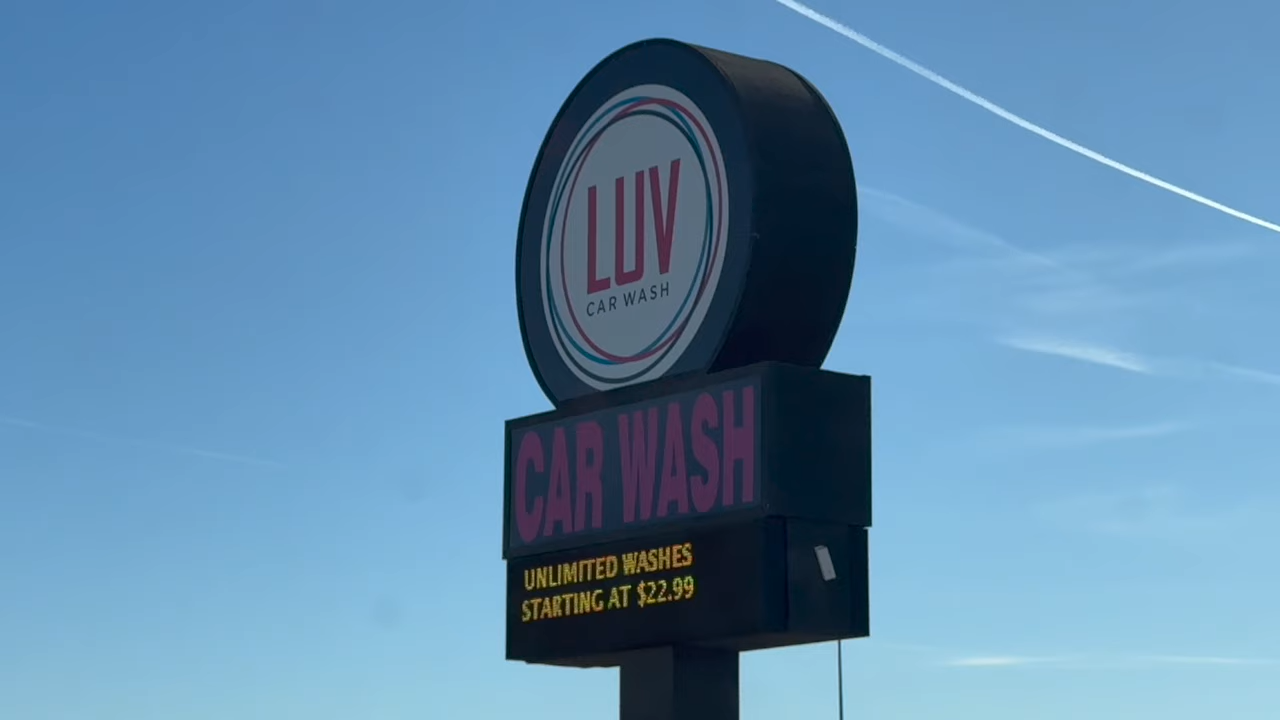 LUV
CAR WASH
CAR WASH
UNLIMITED WASHES
STARTING AT $22.99